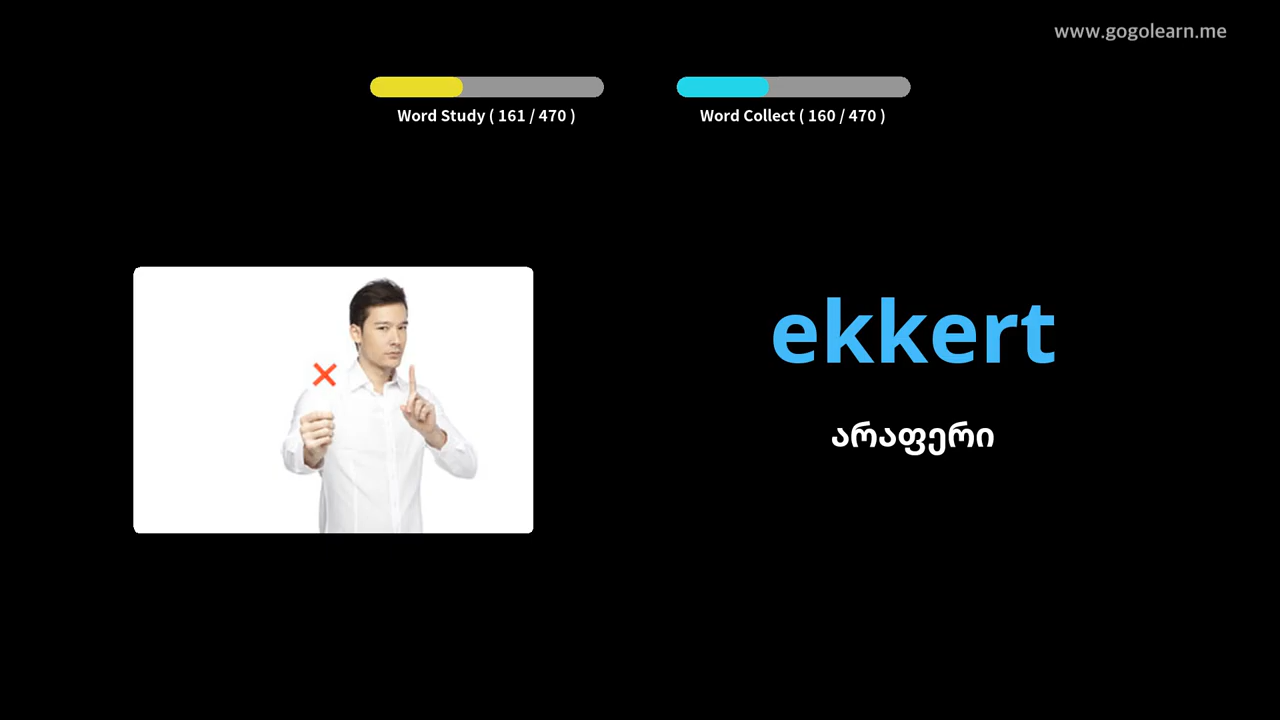 www.gogolearn.me
Word Study ( 161 / 470 )
Word Collect ( 160 / 470 )
ekkert
არაფერი